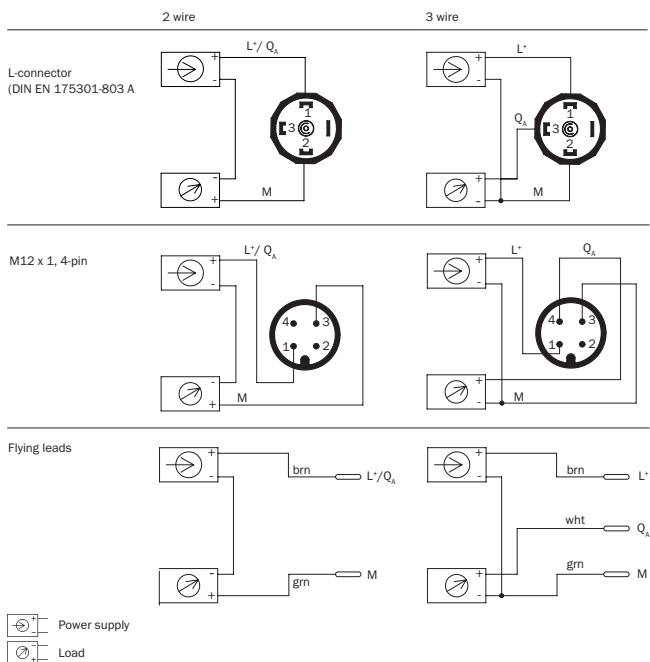 2 wire 3 wire
L-connector
(DIN EN 175301-803 A
+ L⁺/ Q_A
-
1
3
2
-
+ M
+ L⁺
-
Q_A
1
3
2
+
- M
M12 x 1, 4-pin
+ L⁺/ Q_A
-
4 3
1 2
-
+ M
+ L⁺ Q_A
-
4 3
1 2
+
- M
Flying leads
+
brn L⁺/Q_A
-
-
M
+ grn
+
brn L⁺
-
wht
Q_A
+ grn
M
-
+
- Power supply
-
+ Load